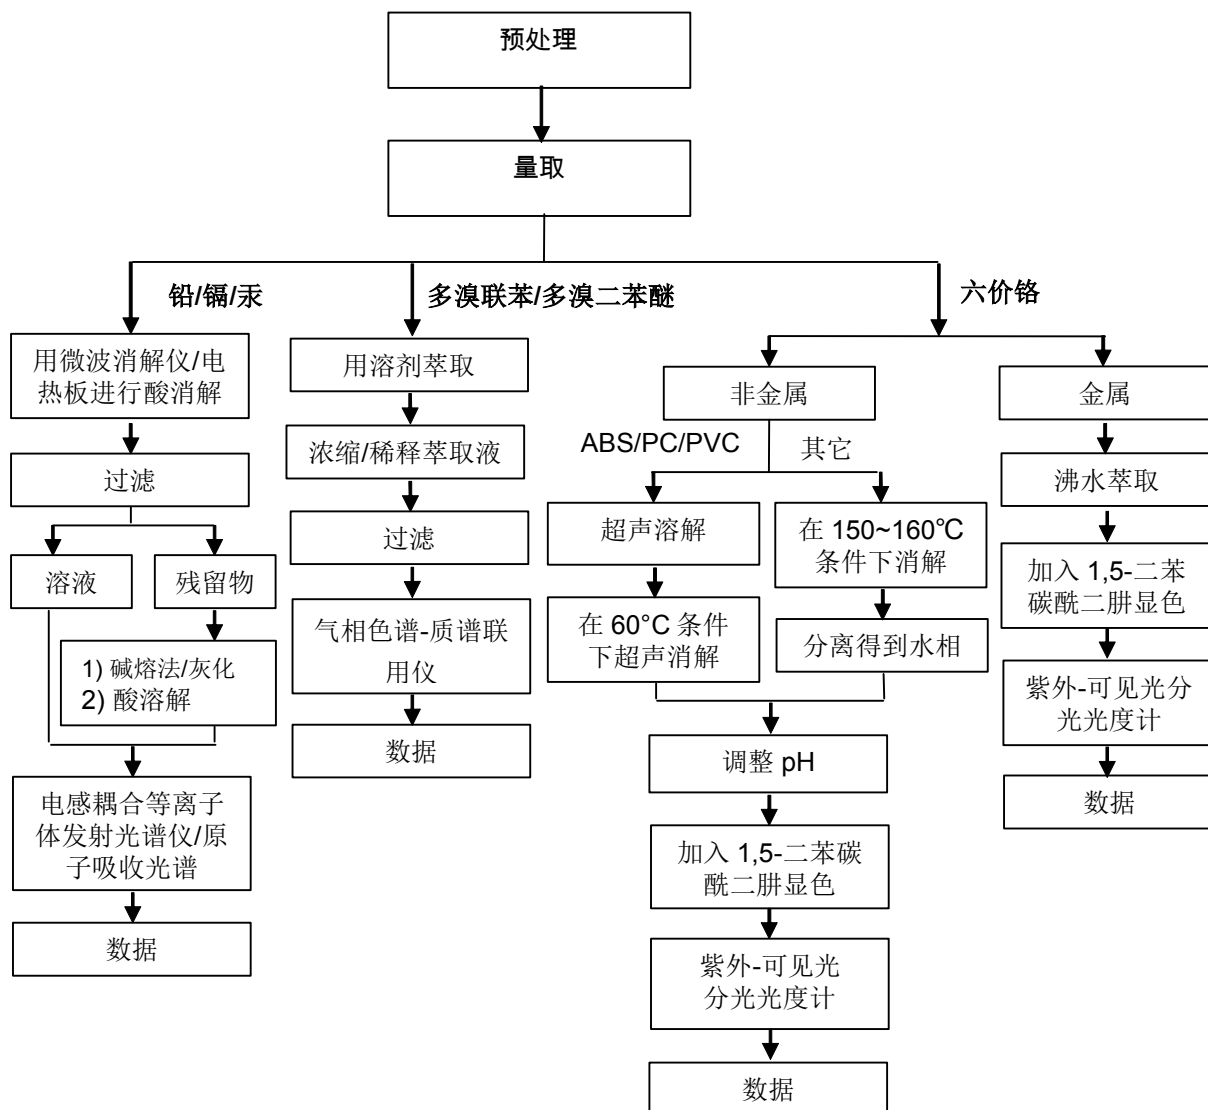 预处理
量取
铅/镉/汞
多溴联苯/多溴二苯醚
六价铬
用微波消解仪/电
热板进行酸消解
过滤
溶液
残留物
1) 碱熔法/灰化
2) 酸溶解
电感耦合等离子
体发射光谱仪/原
子吸收光谱
数据
用溶剂萃取
浓缩/稀释萃取液
过滤
气相色谱-质谱联
用仪
数据
非金属
ABS/PC/PVC
其它
超声溶解
在 60°C 条件
下超声消解
在 150~160℃
条件下消解
分离得到水相
调整 pH
加入 1,5-二苯碳
酰二肼显色
紫外-可见光
分光光度计
数据
金属
沸水萃取
加入 1,5-二苯
碳酰二肼显色
紫外-可见光分
光光度计
数据